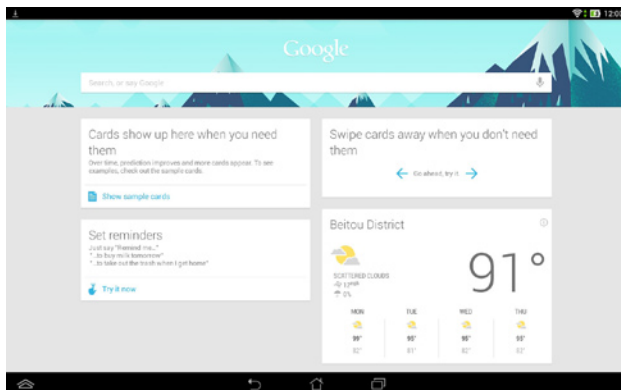 12:00
Google
Search, or say Google
Cards show up here when you need
them
Over time, prediction improves and more cards appear. To see
examples, check out the sample cards.
Show sample cards
Set reminders
Just say "Remind me..."
"...to buy milk tomorrow"
"...to take out the trash when I get home"
Try it now
Swipe cards away when you don't need
them
Go ahead, try it
Beitou District
SCATTERED CLOUDS
0%
91°
MON TUE WED THU
99° 95° 95° 93°
82° 81° 82° 82°